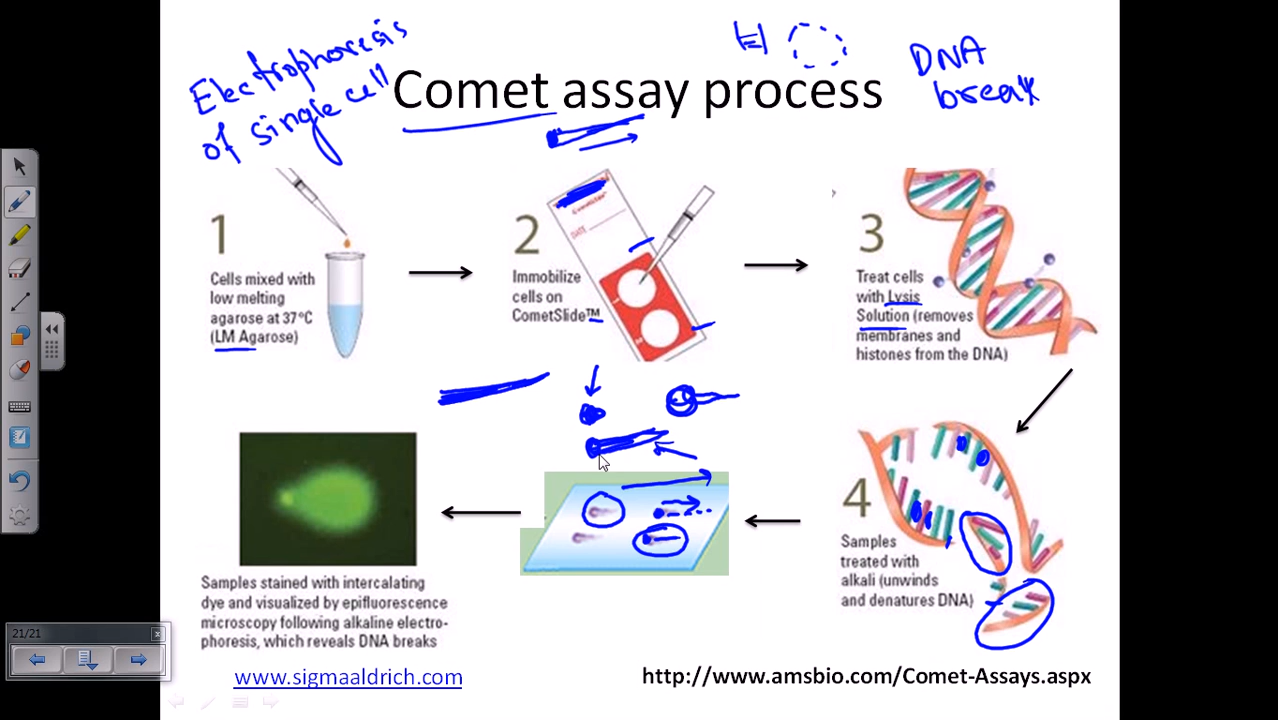 Electrophoresis
of single cell
DNA
break
Comet assay process
1
Cells mixed with
low melting
agarose at 37°C
(LM Agarose)
2
Immobilize
cells on
CometSlide™
DATE
3
Treat cells
with Lysis
Solution (removes
membranes and
histones from the DNA)
4
Samples
treated with
alkali (unwinds
and denatures DNA)
Samples stained with intercalating
dye and visualized by epifluorescence
microscopy following alkaline electro-
phoresis, which reveals DNA breaks
www.sigmaaldrich.com
http://www.amsbio.com/Comet-Assays.aspx
21/21